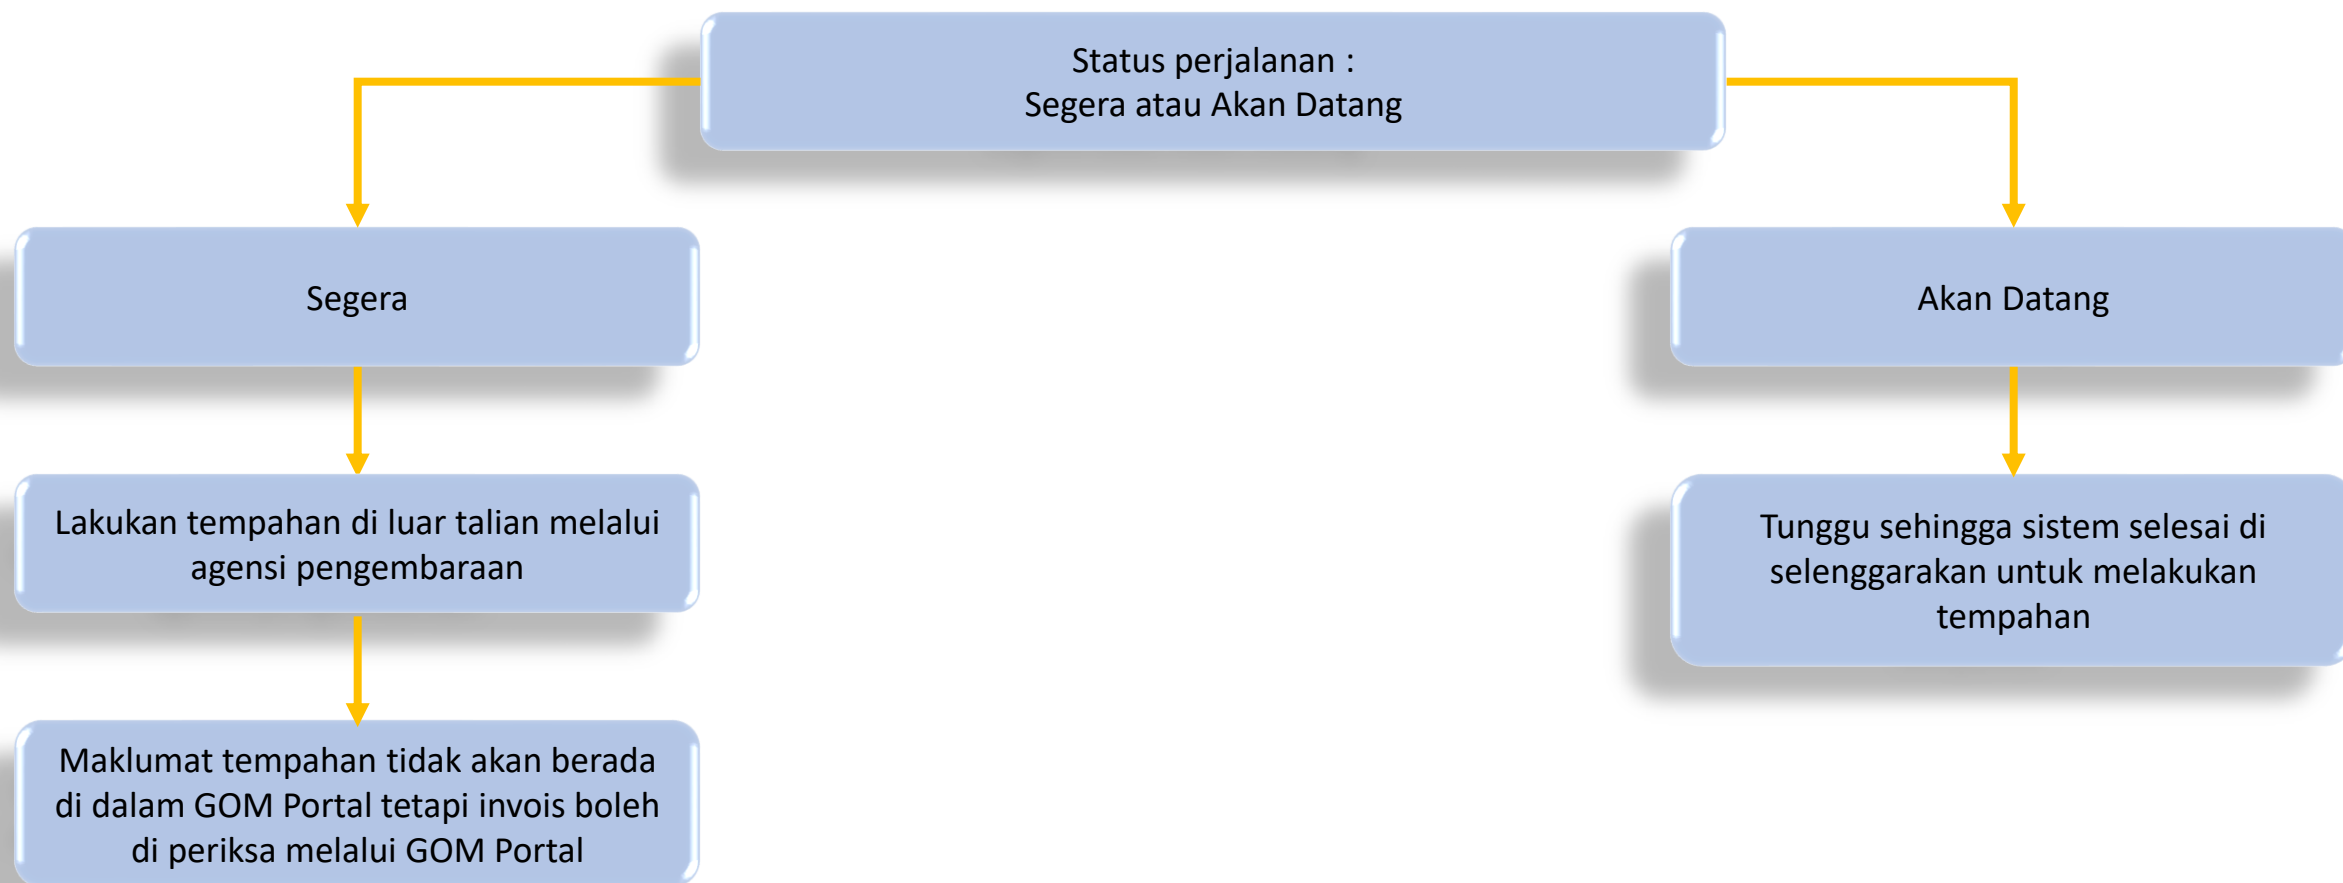 Status perjalanan :
Segera atau Akan Datang
Segera
Akan Datang
Lakukan tempahan di luar talian melalui
agensi pengembaraan
Tunggu sehingga sistem selesai di
selenggarakan untuk melakukan
tempahan
Maklumat tempahan tidak akan berada
di dalam GOM Portal tetapi invois boleh
di periksa melalui GOM Portal